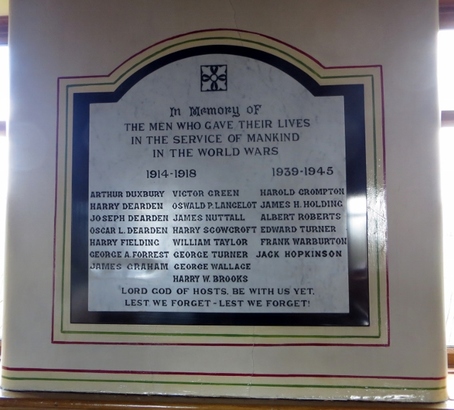 In Memory of
THE MEN WHO GAVE THEIR LIVES
IN THE SERVICE OF MANKIND
IN THE WORLD WARS
1914-1918 1939-1945
ARTHUR DUXBURY VICTOR GREEN HAROLD CROMPTON
HARRY DEARDEN OSWALD P. LANGELOT JAMES H. HOLDING
JOSEPH DEARDEN JAMES NUTTALL ALBERT ROBERTS
OSCAR L. DEARDEN HARRY SCOWCROFT EDWARD TURNER
HARRY FIELDING WILLIAM TAYLOR FRANK WARBURTON
GEORGE A. FORREST GEORGE TURNER JACK HOPKINSON
JAMES GRAHAM GEORGE WALLACE
HARRY W. BROOKS
LORD GOD OF HOSTS, BE WITH US YET,
LEST WE FORGET - LEST WE FORGET!